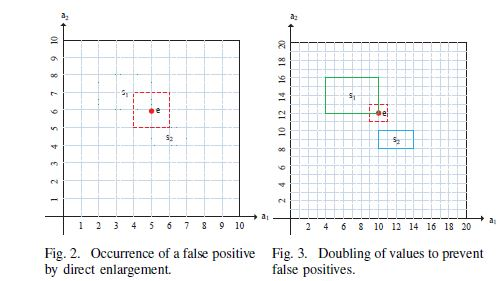 a₂
10
9
8
7
6
5
4
3
2
1
s₁
e
s₂
1 2 3 4 5 6 7 8 9 10
a₁
Fig. 2. Occurrence of a false positive
by direct enlargement.
a₂
20
18
16
14
12
10
8
6
4
2
s₁
e
s₂
2 4 6 8 10 12 14 16 18 20
a₁
Fig. 3. Doubling of values to prevent
false positives.